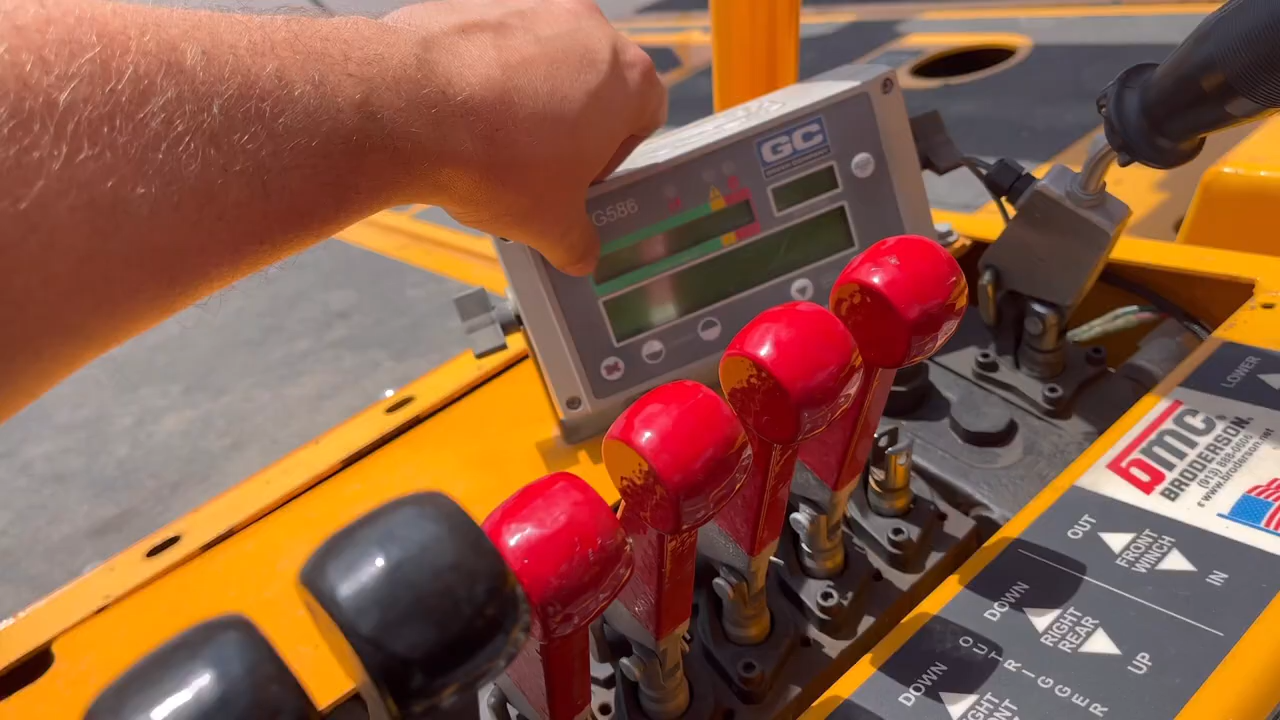 GC
G586
LOWER
bmc
BRODERSON
(913) 888-0606
www.broderson.net
OUT
FRONT
WINCH
IN
DOWN
RIGHT
REAR
UP
OUTRIGGER
DOWN